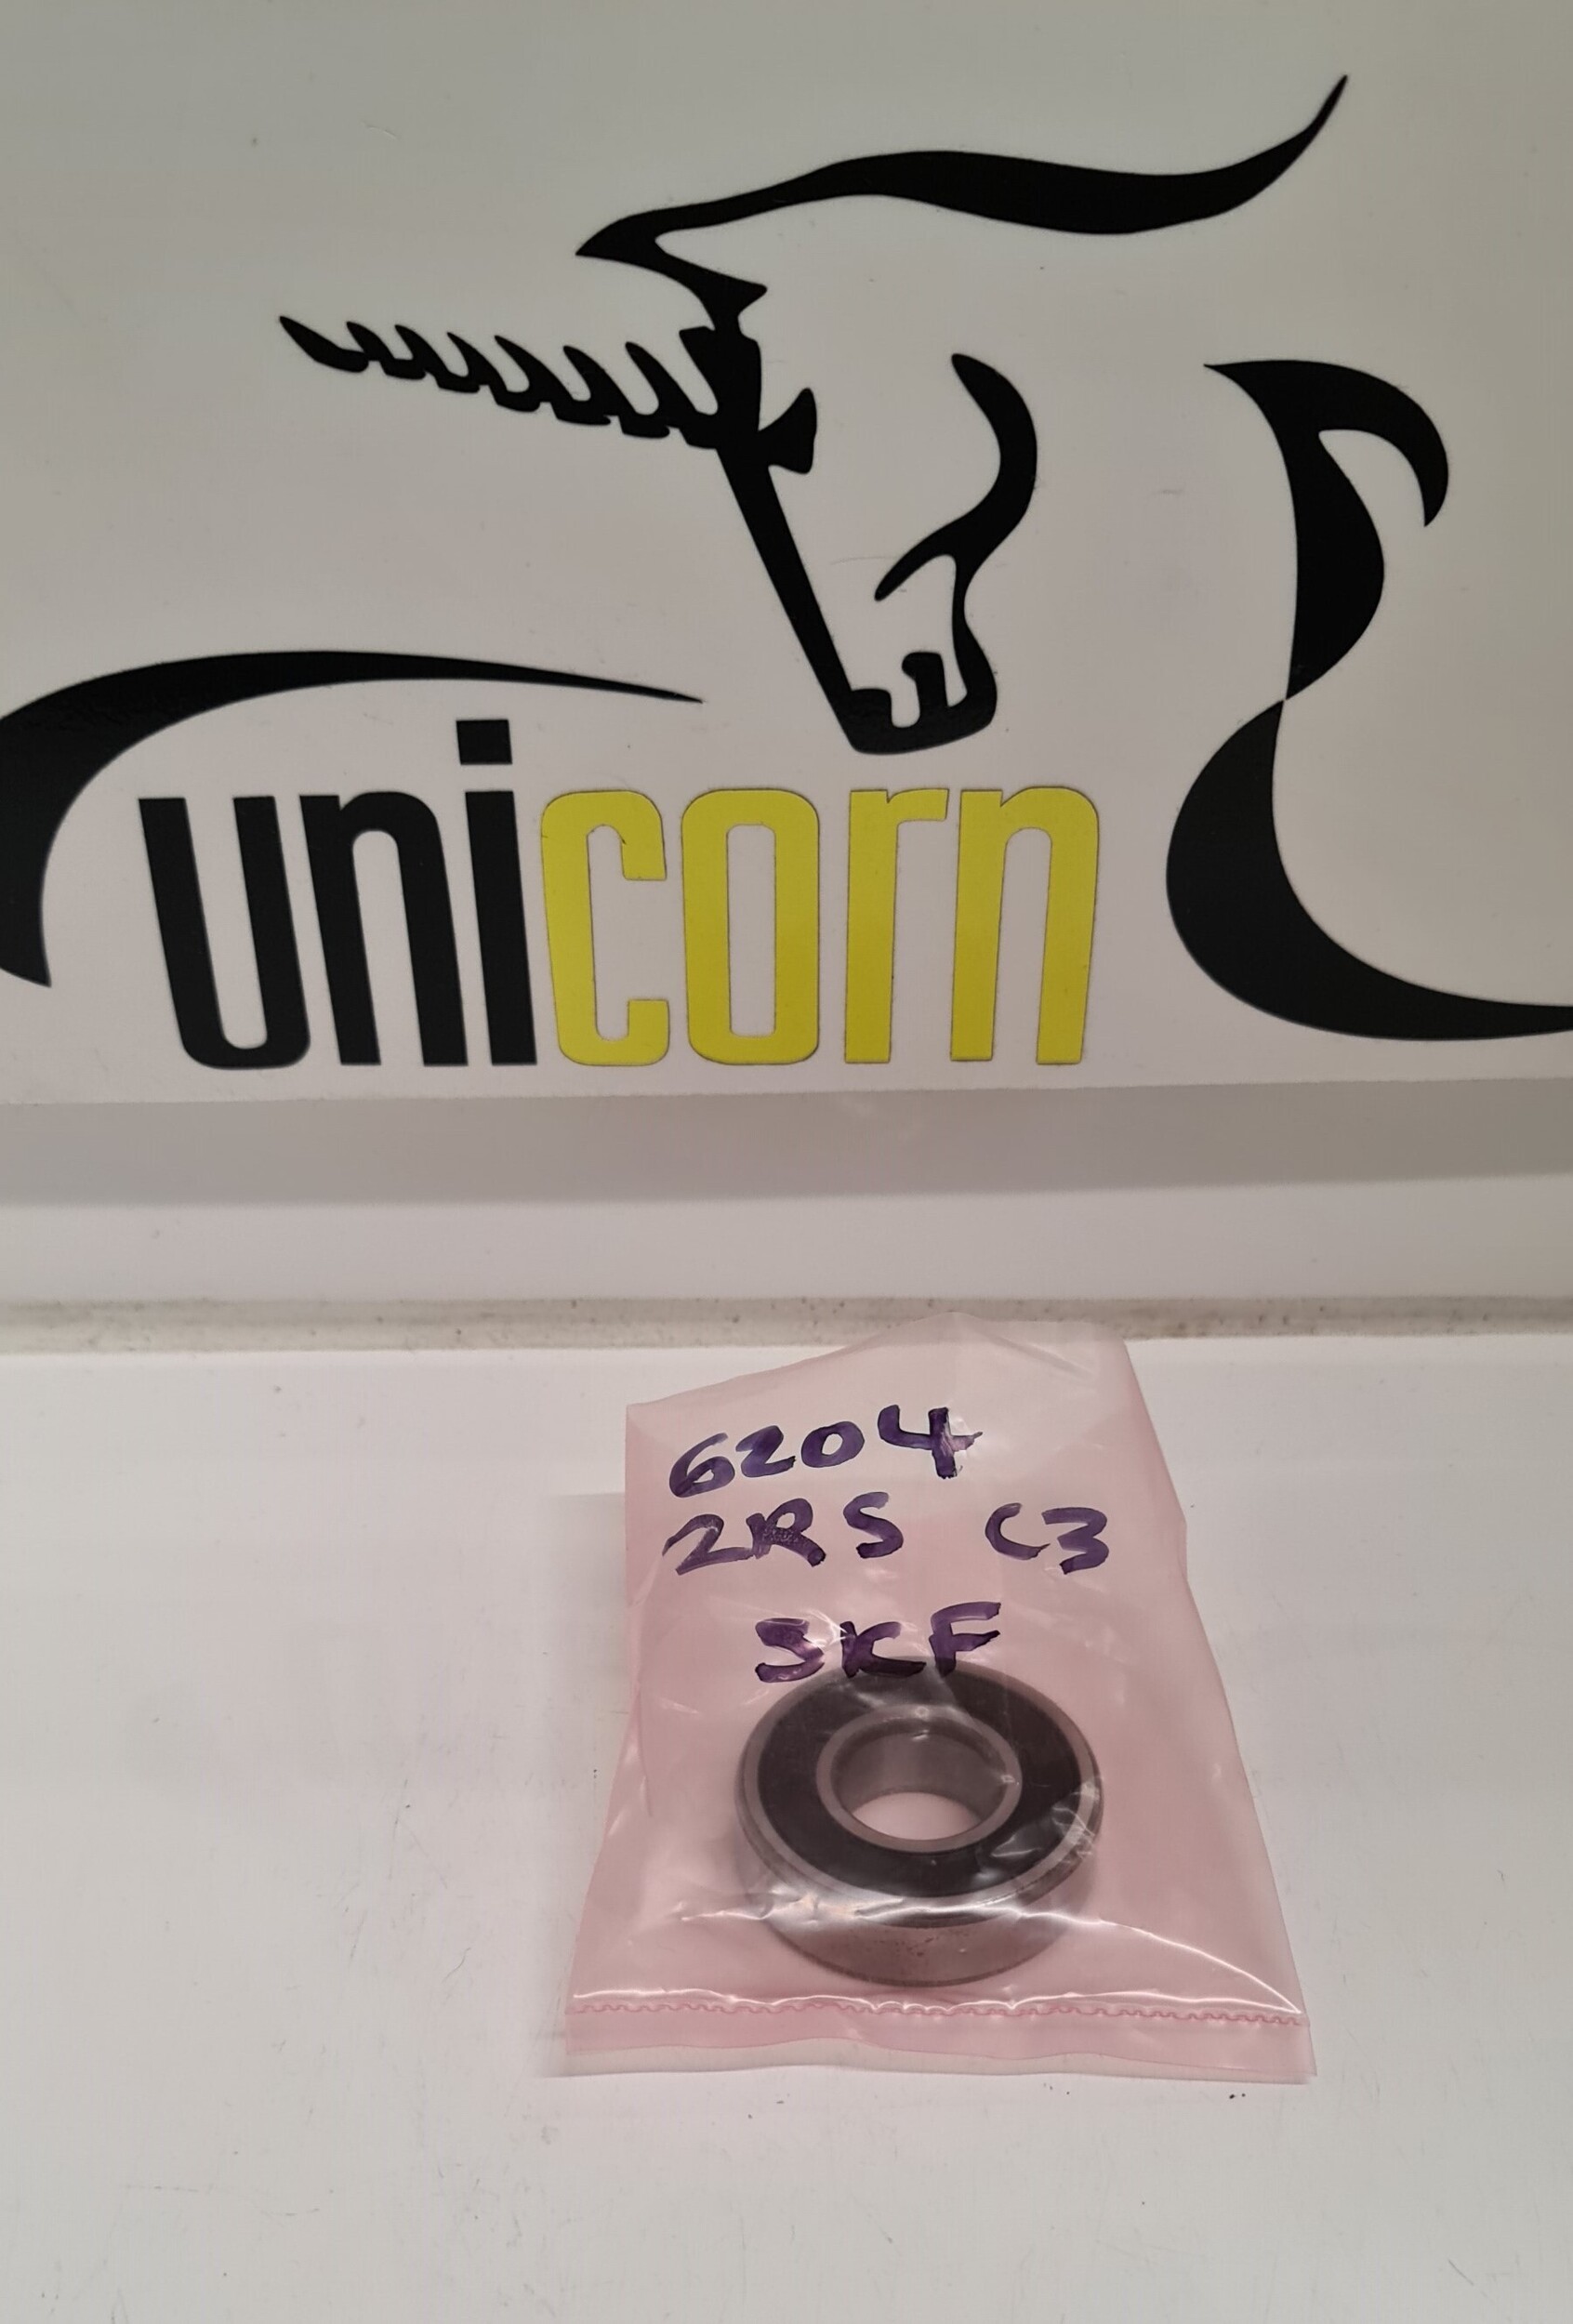 unicorn
6204
2RS C3
SKF